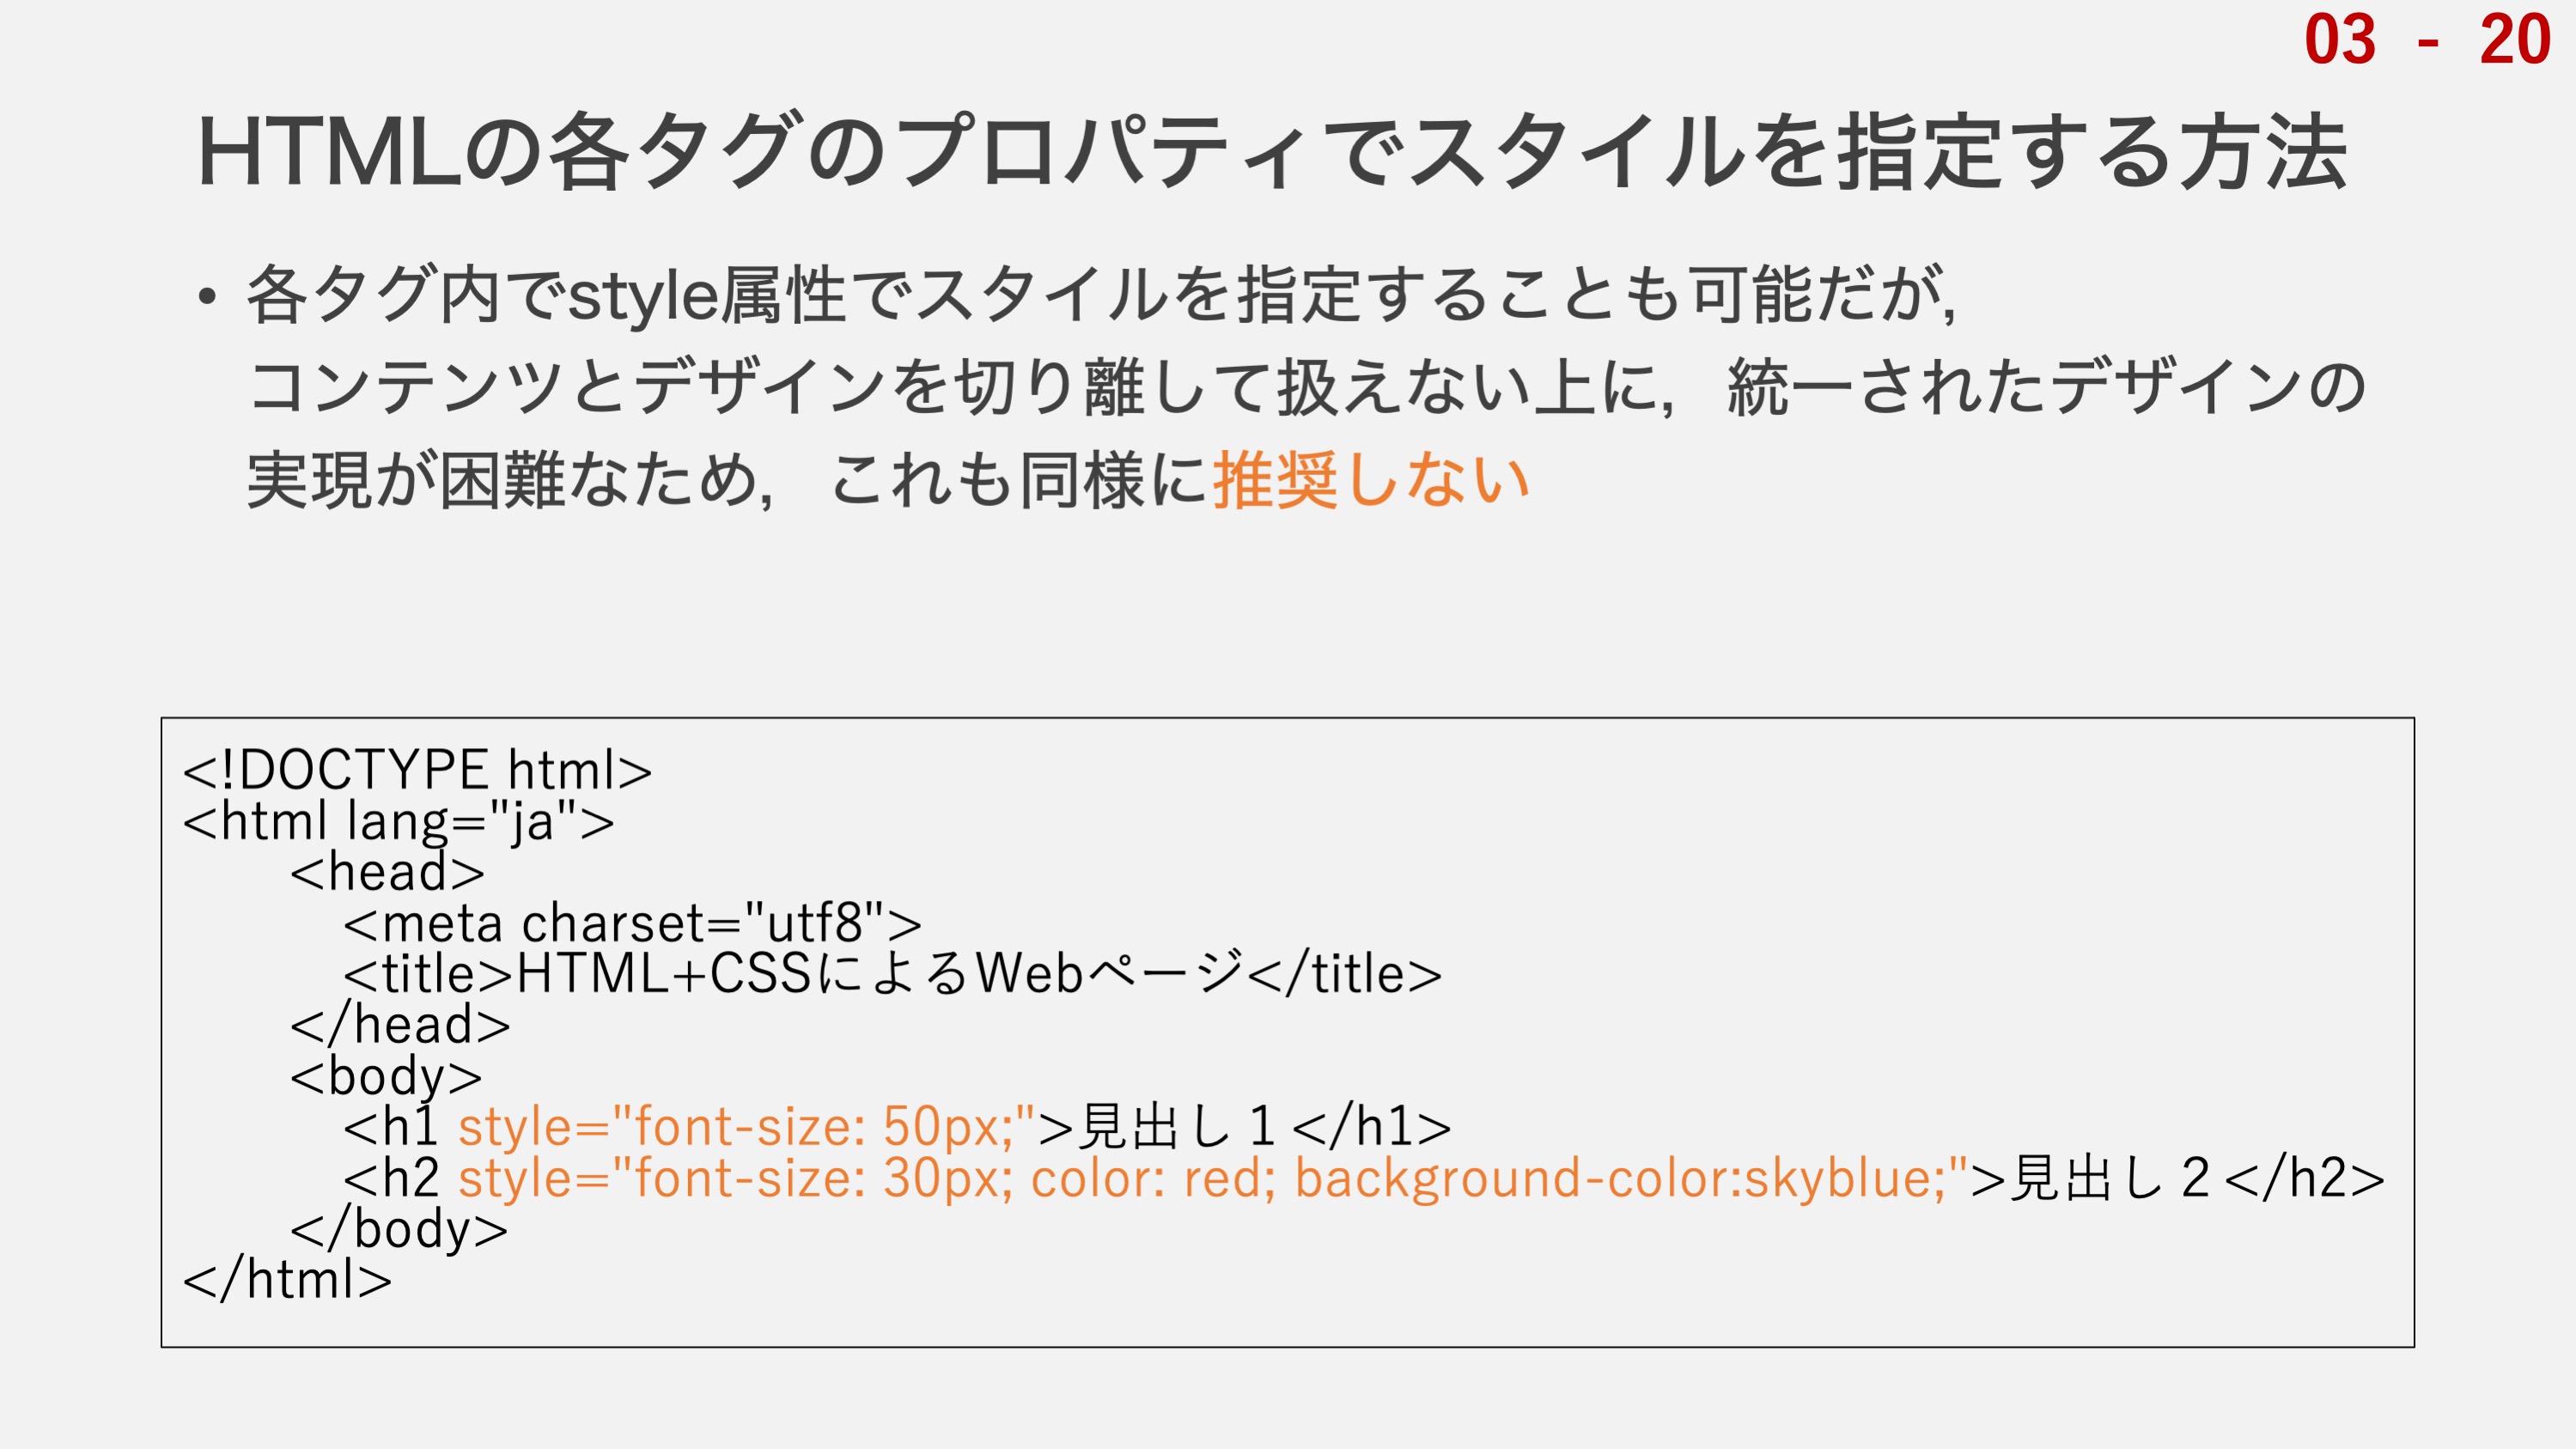 03 - 20
HTMLの各タグのプロパティでスタイルを指定する方法
• 各タグ内でstyle属性でスタイルを指定することも可能だが，
コンテンツとデザインを切り離して扱えない上に，統一されたデザインの
実現が困難なため，これも同様に推奨しない
<!DOCTYPE html>
<html lang="ja">
<head>
<meta charset="utf8">
<title>HTML+CSSによるWebページ</title>
</head>
<body>
<h1 style="font-size: 50px;">見出し１</h1>
<h2 style="font-size: 30px; color: red; background-color:skyblue;">見出し２</h2>
</body>
</html>